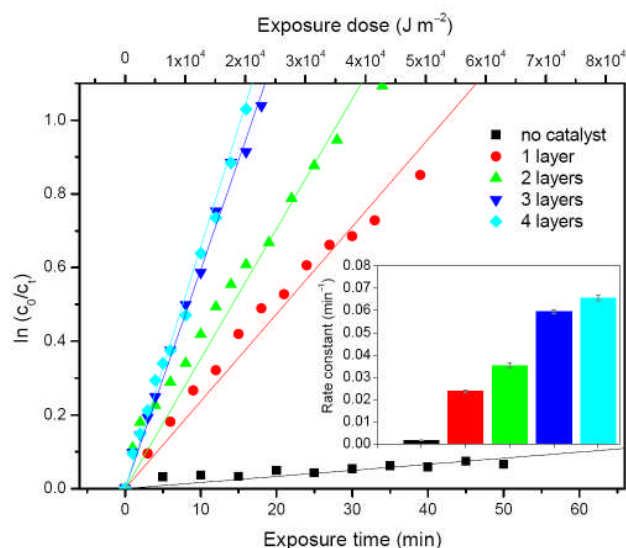 Exposure dose (J m⁻²)
0 1x10⁴ 2x10⁴ 3x10⁴ 4x10⁴ 5x10⁴ 6x10⁴ 7x10⁴ 8x10⁴
ln (c₀/cₜ)
1.0
0.8
0.6
0.4
0.2
0.0
no catalyst
1 layer
2 layers
3 layers
4 layers
Rate constant (min⁻¹)
0.08
0.07
0.06
0.05
0.04
0.03
0.02
0.01
0.00
0 10 20 30 40 50 60
Exposure time (min)